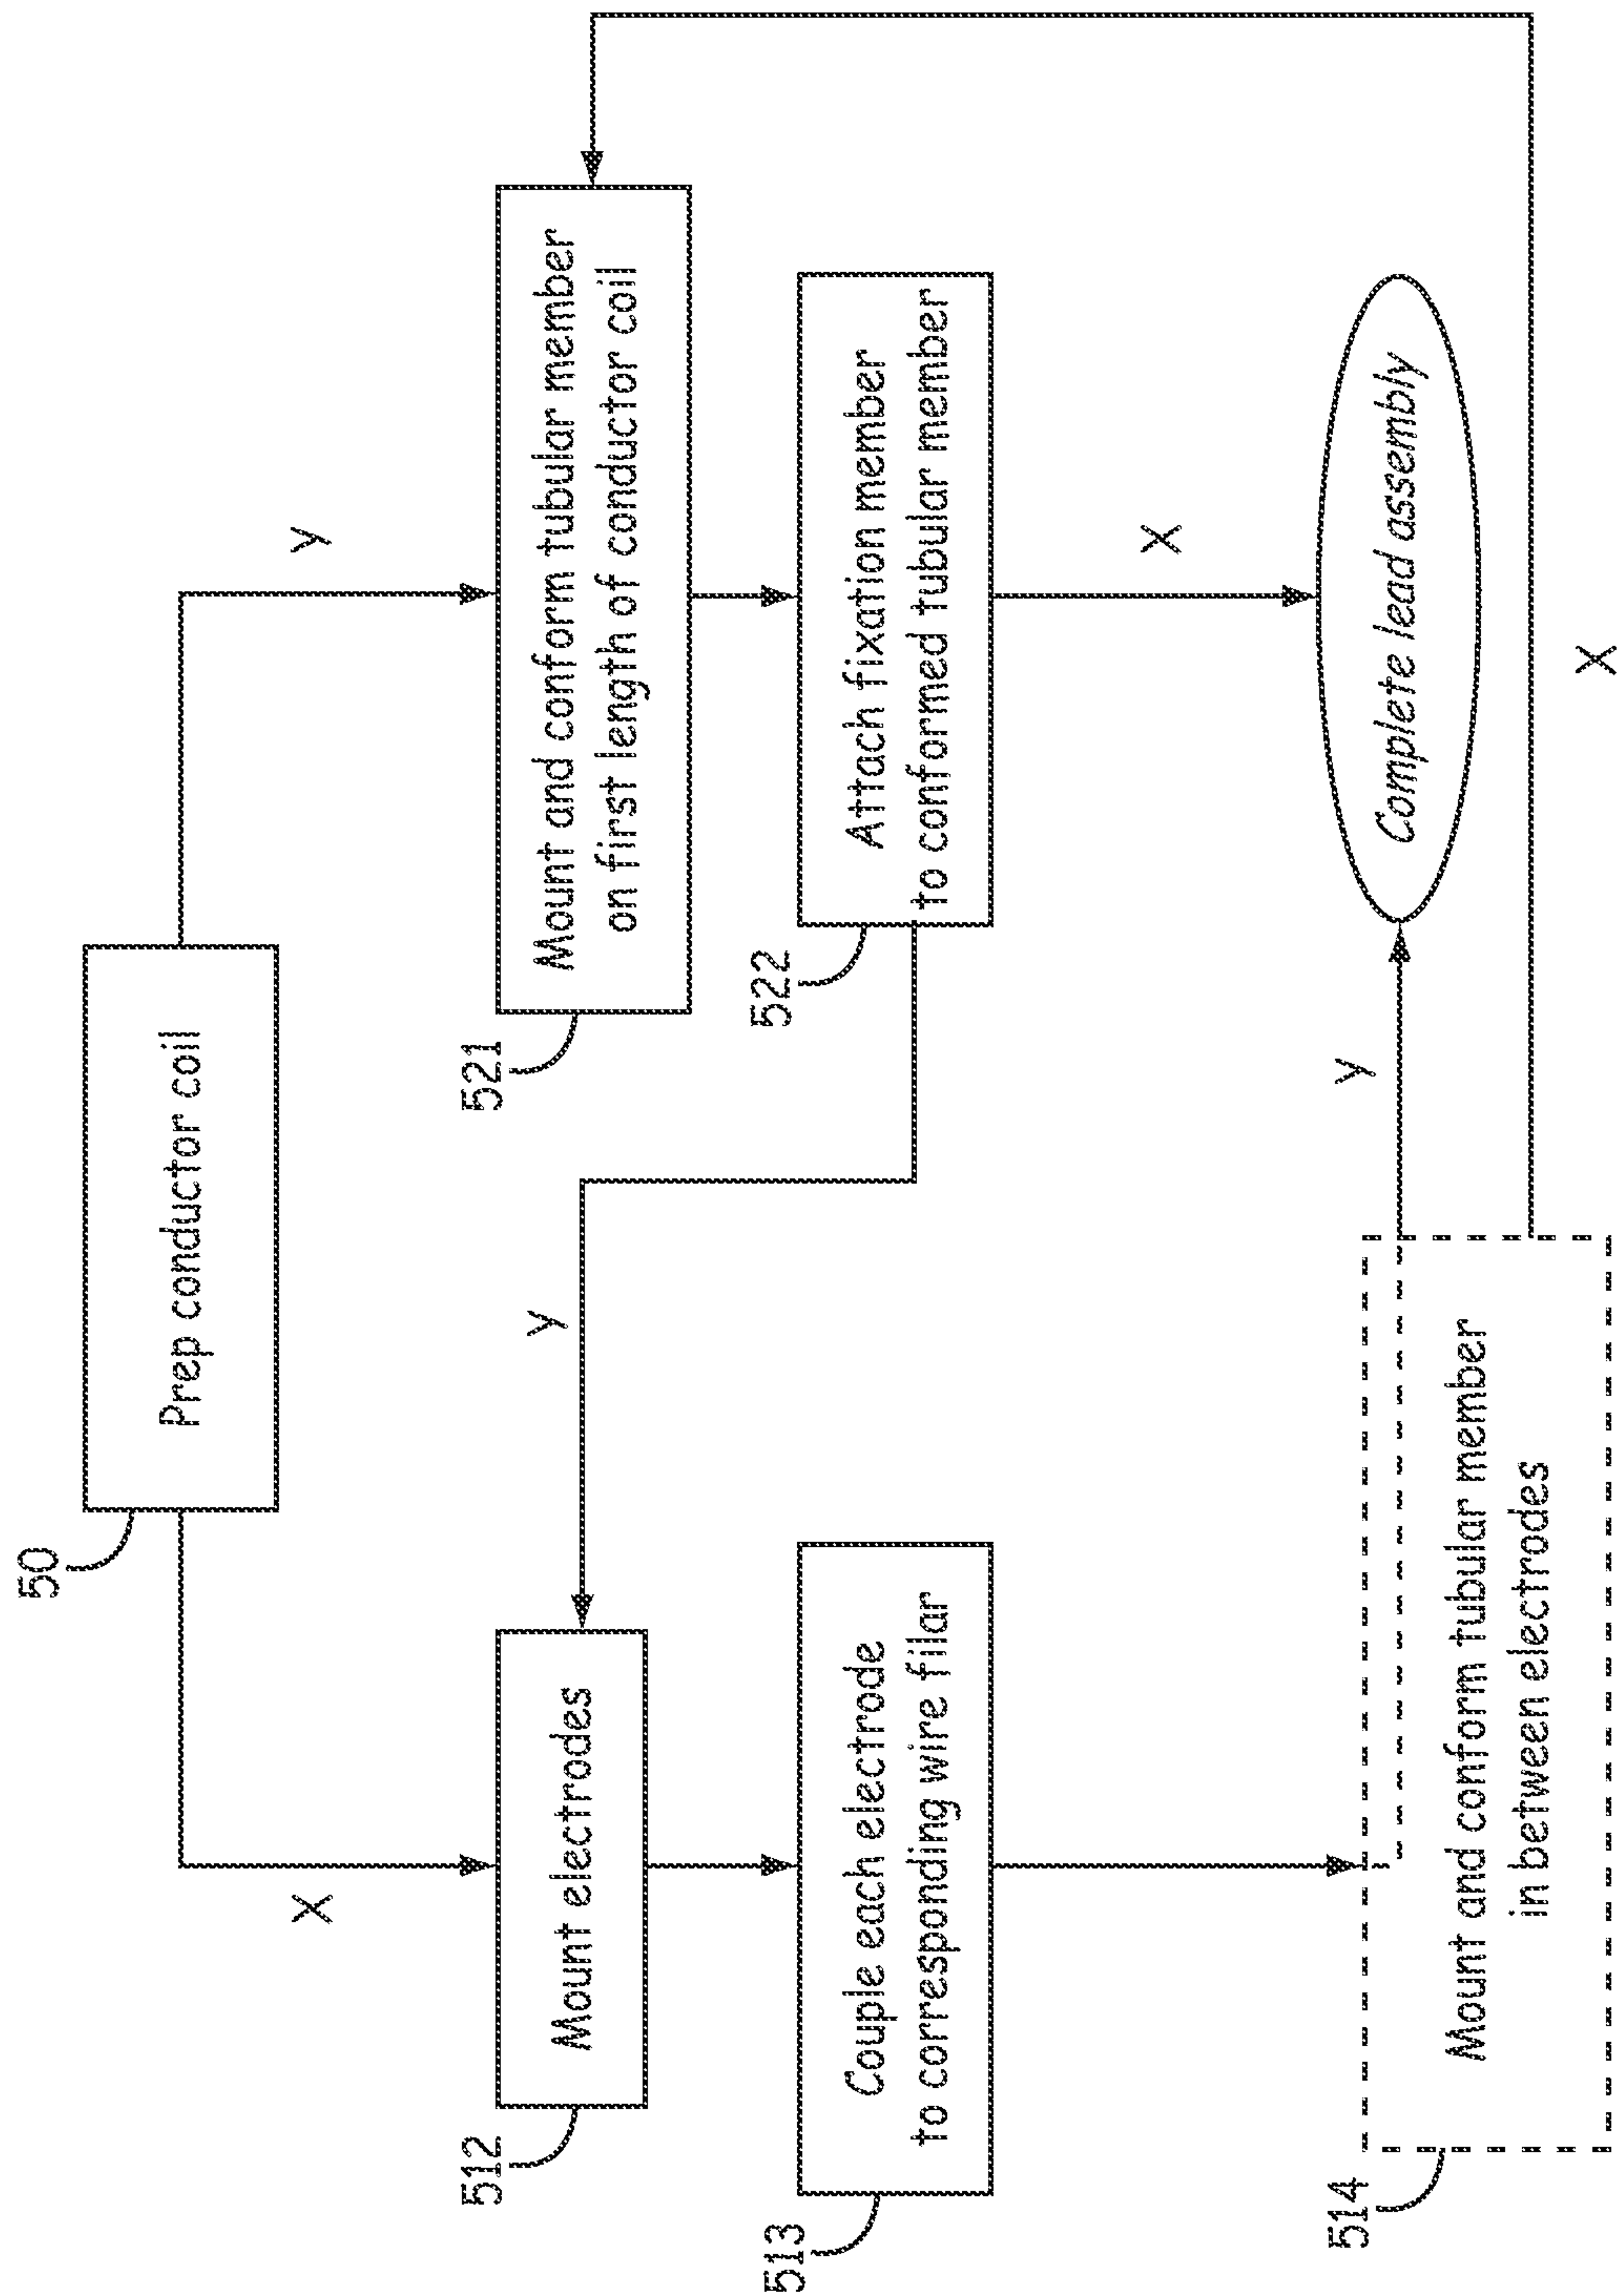 50
Prep conductor coil
X
y
512
Mount electrodes
y
521
Mount and conform tubular member
on first length of conductor coil
513
Couple each electrode
to corresponding wire filar
522
Attach fixation member
to conformed tubular member
X
514
Mount and conform tubular member
in between electrodes
y
Complete lead assembly
X